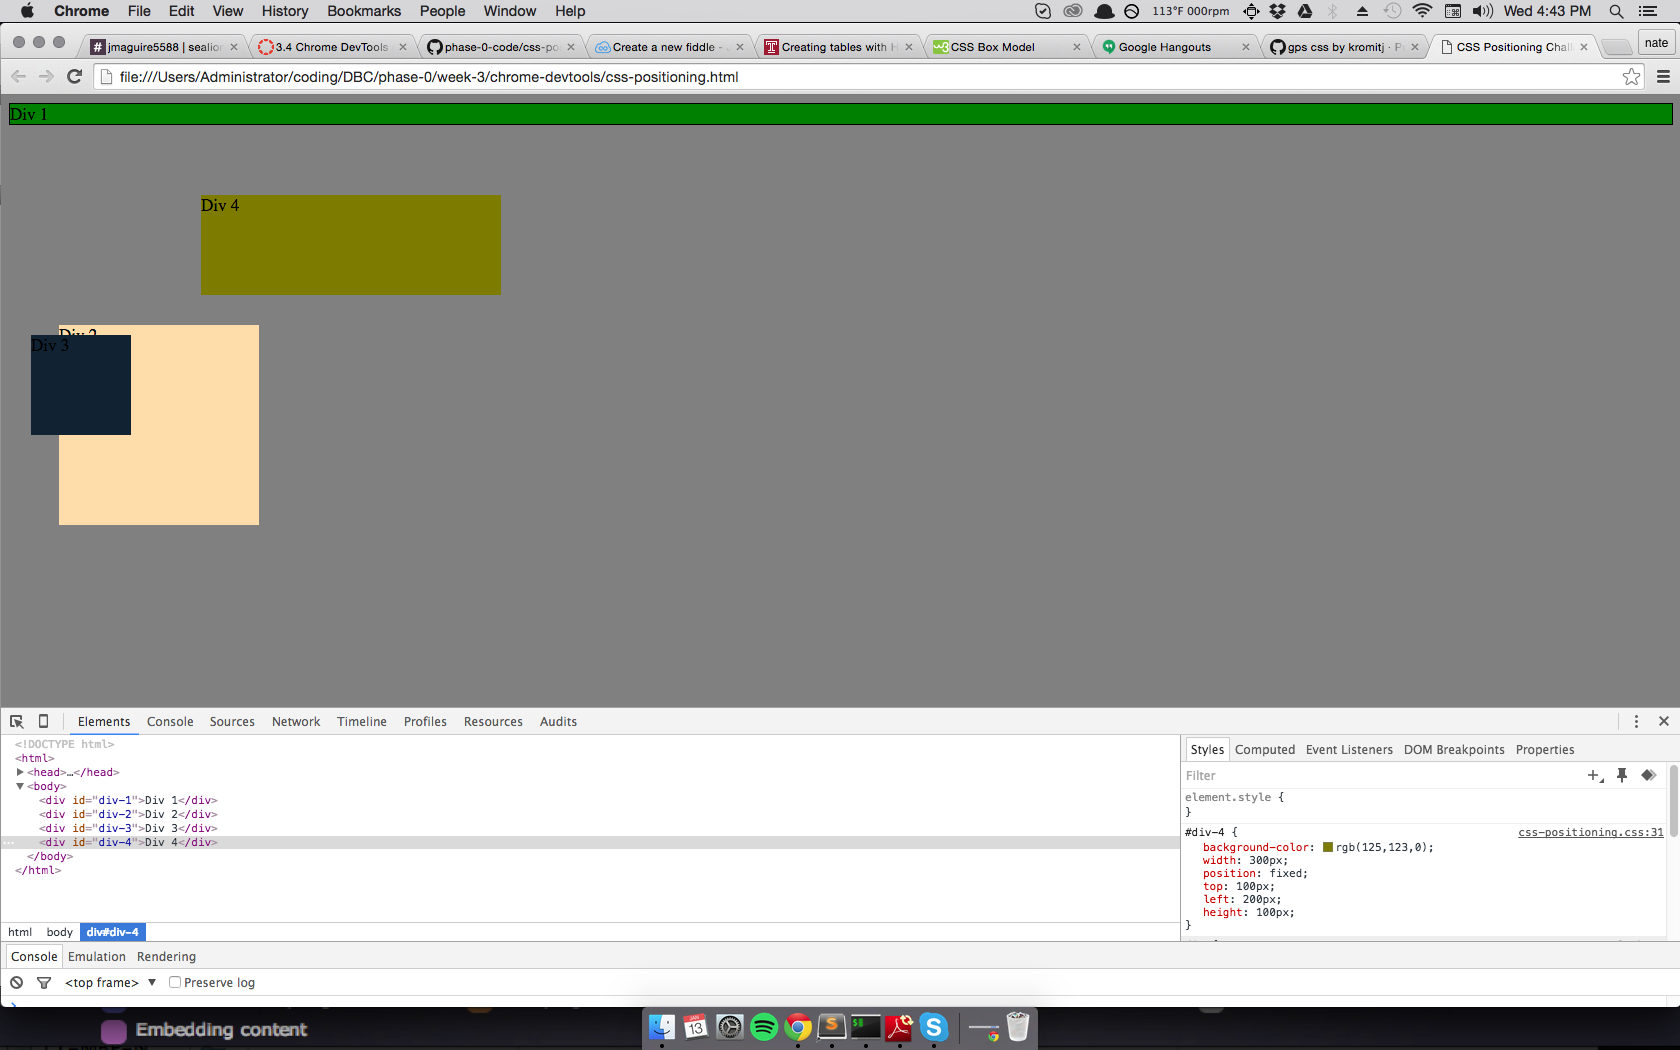 Chrome File Edit View History Bookmarks People Window Help 113°F 000rpm Wed 4:43 PM
jmaguire5588 | sealio 3.4 Chrome DevTools phase-0-code/css-po Create a new fiddle - Creating tables with H CSS Box Model Google Hangouts gps css by kromitj · P CSS Positioning Chall nate
file:///Users/Administrator/coding/DBC/phase-0/week-3/chrome-devtools/css-positioning.html
Div 1
Div 4
Div 2
Div 3
Elements Console Sources Network Timeline Profiles Resources Audits
<!DOCTYPE html>
<html>
<head>…</head>
<body>
<div id="div-1">Div 1</div>
<div id="div-2">Div 2</div>
<div id="div-3">Div 3</div>
<div id="div-4">Div 4</div>
</body>
</html>
html body div#div-4
Styles Computed Event Listeners DOM Breakpoints Properties
Filter
element.style {
}
#div-4 { css-positioning.css:31
background-color: rgb(125,123,0);
width: 300px;
position: fixed;
top: 100px;
left: 200px;
height: 100px;
}
Console Emulation Rendering
<top frame> Preserve log
Embedding content
JAN
13